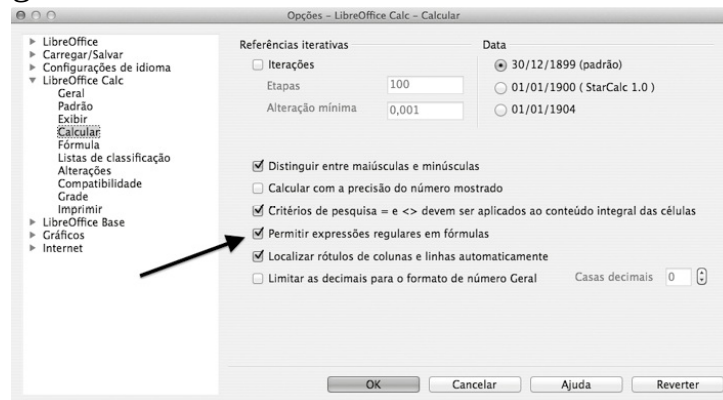 Opções – LibreOffice Calc – Calcular
LibreOffice
Carregar/Salvar
Configurações de idioma
LibreOffice Calc
Geral
Padrão
Exibir
Calcular
Fórmula
Listas de classificação
Alterações
Compatibilidade
Grade
Imprimir
LibreOffice Base
Gráficos
Internet
Referências iterativas
Iterações
Etapas 100
Alteração mínima 0,001
Data
30/12/1899 (padrão)
01/01/1900 ( StarCalc 1.0 )
01/01/1904
Distinguir entre maiúsculas e minúsculas
Calcular com a precisão do número mostrado
Critérios de pesquisa = e <> devem ser aplicados ao conteúdo integral das células
Permitir expressões regulares em fórmulas
Localizar rótulos de colunas e linhas automaticamente
Limitar as decimais para o formato de número Geral Casas decimais 0
OK Cancelar Ajuda Reverter